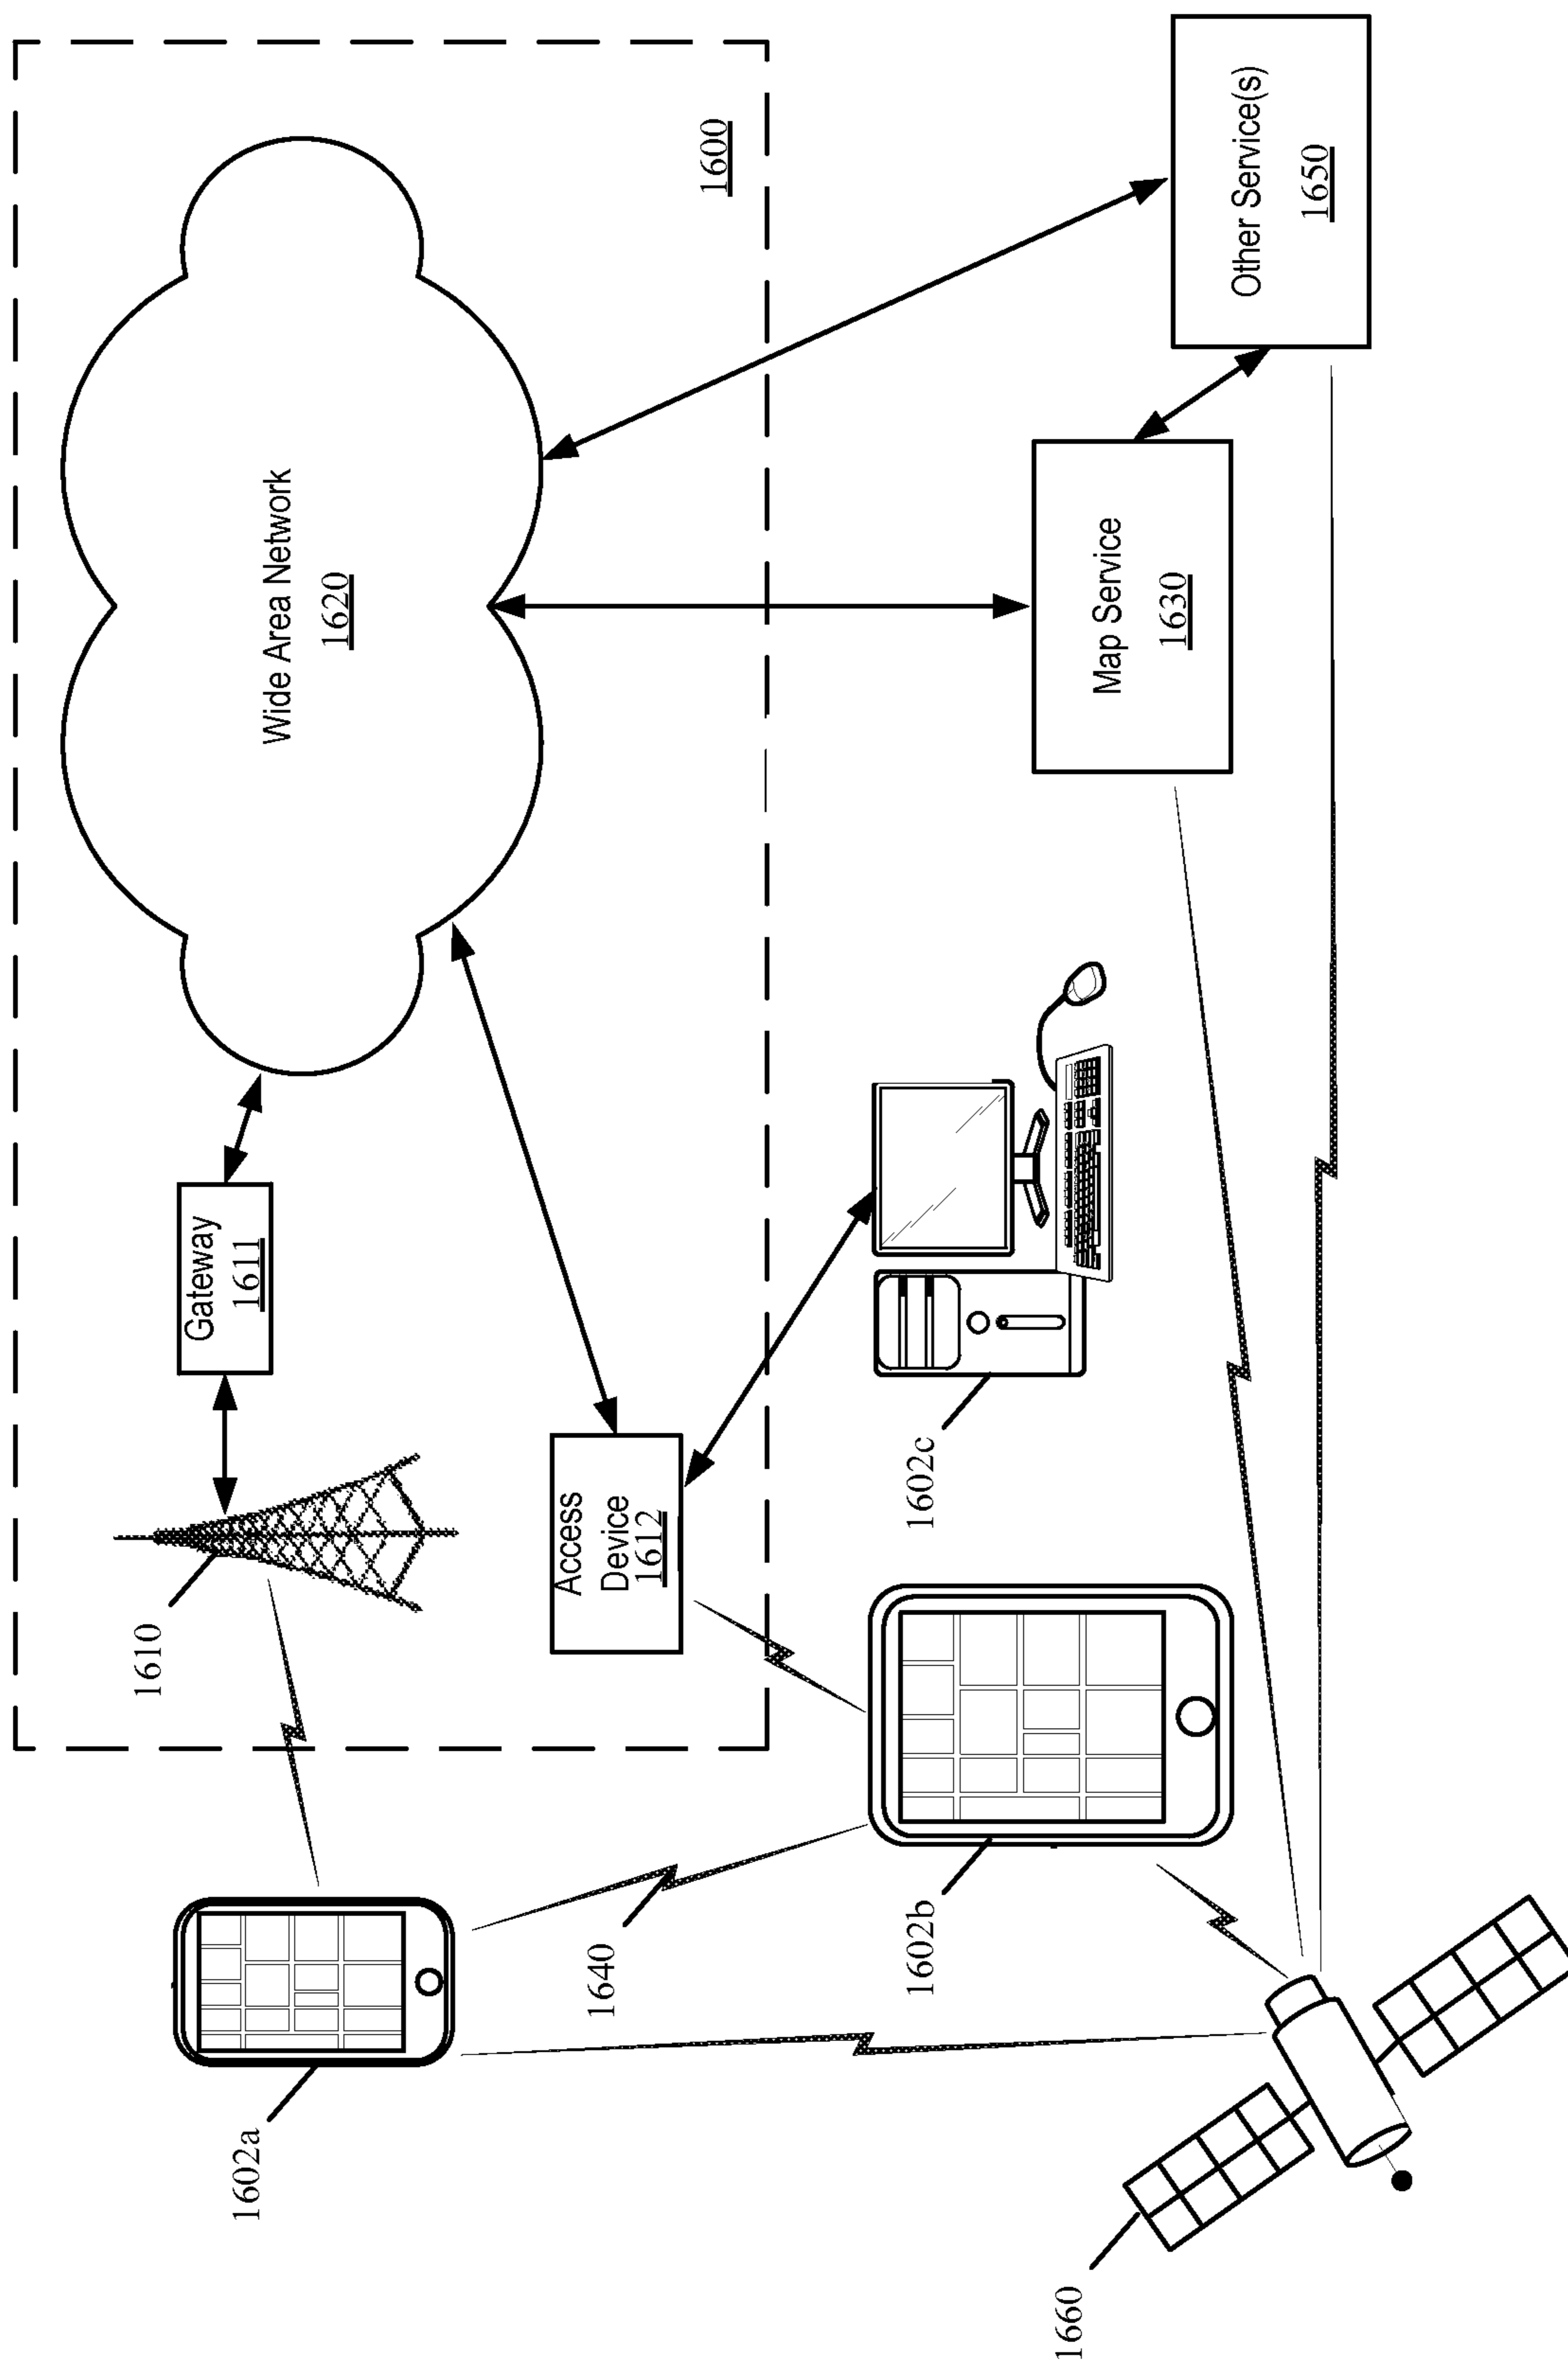 1602a
1610
Gateway
1611
Wide Area Network
1620
1600
1640
Access
Device
1612
1602b
1602c
Map Service
1630
1660
Other Service(s)
1650